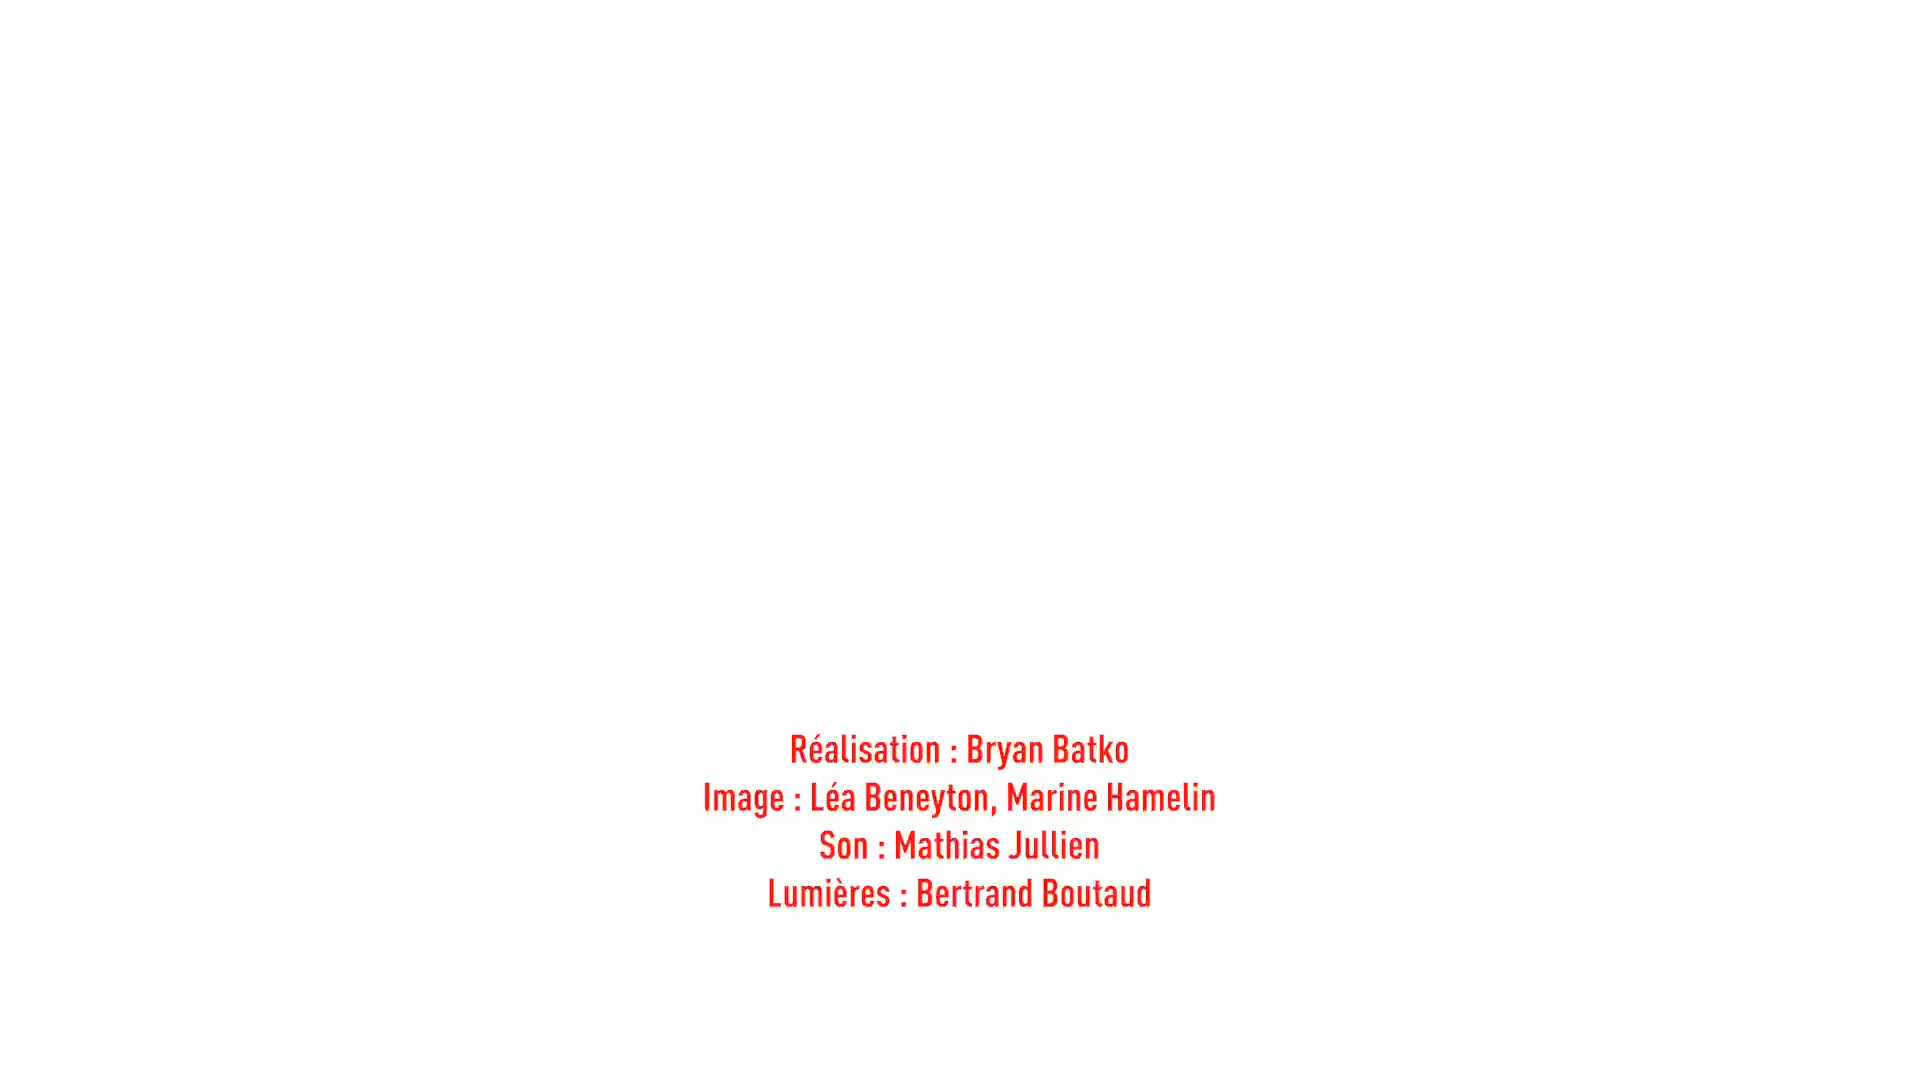 Réalisation : Bryan Batko
Image : Léa Beneyton, Marine Hamelin
Son : Mathias Jullien
Lumières : Bertrand Boutaud